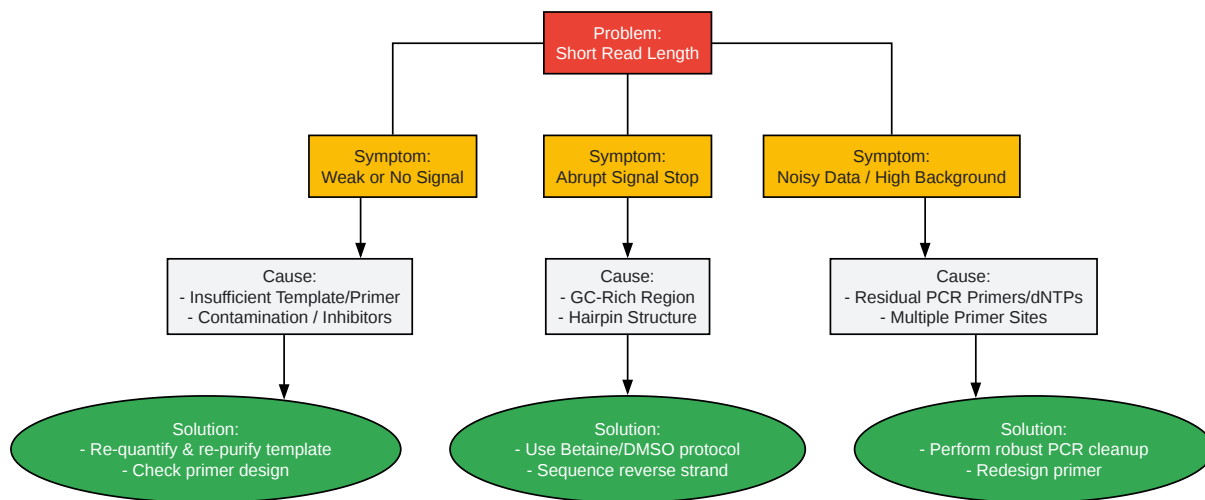 Problem:
Short Read Length
Symptom:
Weak or No Signal
Symptom:
Abrupt Signal Stop
Symptom:
Noisy Data / High Background
Cause:
- Insufficient Template/Primer
- Contamination / Inhibitors
Cause:
- GC-Rich Region
- Hairpin Structure
Cause:
- Residual PCR Primers/dNTPs
- Multiple Primer Sites
Solution:
- Re-quantify & re-purify template
- Check primer design
Solution:
- Use Betaine/DMSO protocol
- Sequence reverse strand
Solution:
- Perform robust PCR cleanup
- Redesign primer